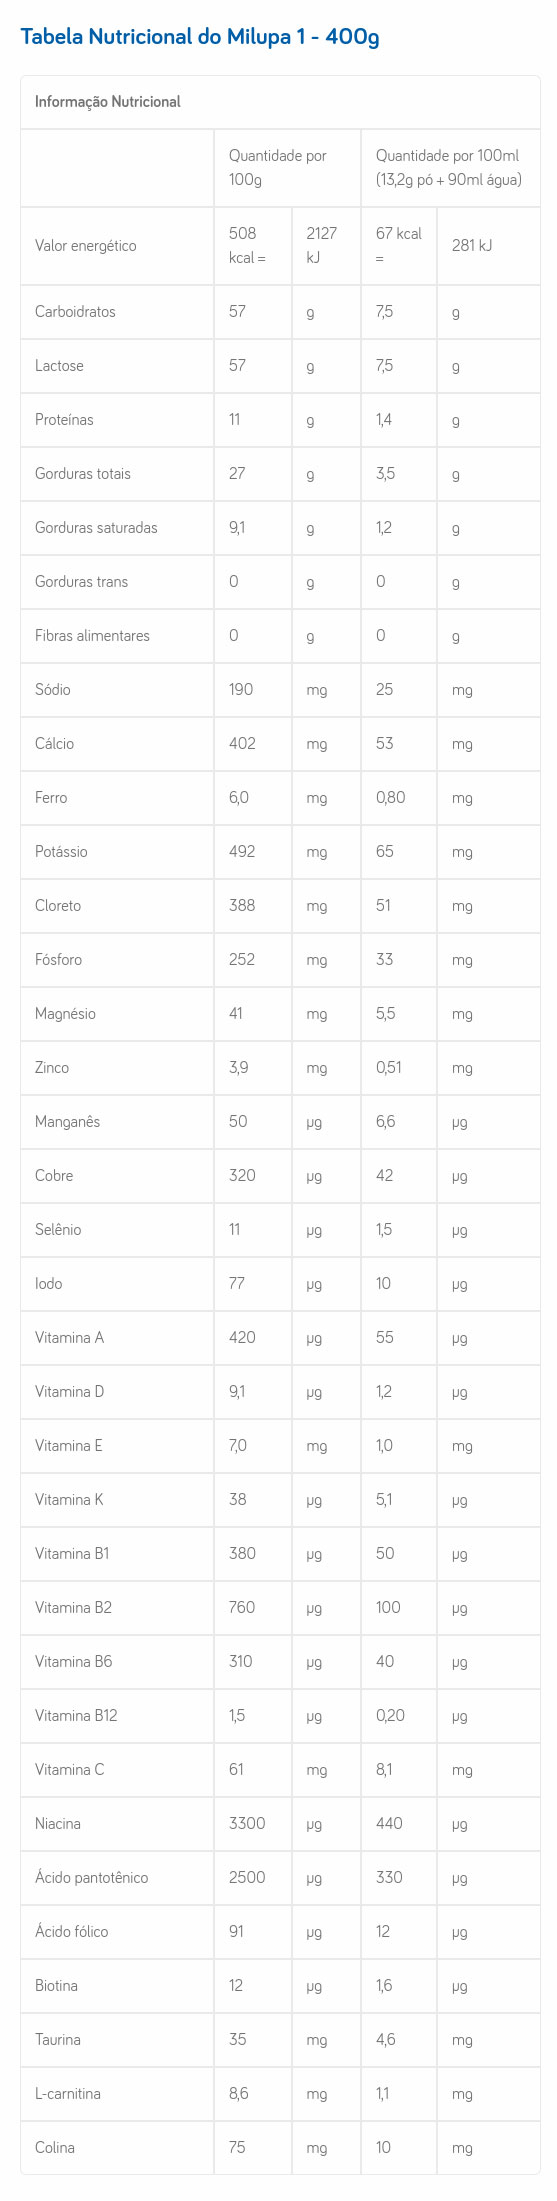 Tabela Nutricional do Milupa 1 - 400g
Informação Nutricional
Quantidade por 100g Quantidade por 100ml (13,2g pó + 90ml água)
Valor energético 508 kcal = 2127 kJ 67 kcal = 281 kJ
Carboidratos 57 g 7,5 g
Lactose 57 g 7,5 g
Proteínas 11 g 1,4 g
Gorduras totais 27 g 3,5 g
Gorduras saturadas 9,1 g 1,2 g
Gorduras trans 0 g 0 g
Fibras alimentares 0 g 0 g
Sódio 190 mg 25 mg
Cálcio 402 mg 53 mg
Ferro 6,0 mg 0,80 mg
Potássio 492 mg 65 mg
Cloreto 388 mg 51 mg
Fósforo 252 mg 33 mg
Magnésio 41 mg 5,5 mg
Zinco 3,9 mg 0,51 mg
Manganês 50 µg 6,6 µg
Cobre 320 µg 42 µg
Selênio 11 µg 1,5 µg
Iodo 77 µg 10 µg
Vitamina A 420 µg 55 µg
Vitamina D 9,1 µg 1,2 µg
Vitamina E 7,0 mg 1,0 mg
Vitamina K 38 µg 5,1 µg
Vitamina B1 380 µg 50 µg
Vitamina B2 760 µg 100 µg
Vitamina B6 310 µg 40 µg
Vitamina B12 1,5 µg 0,20 µg
Vitamina C 61 mg 8,1 mg
Niacina 3300 µg 440 µg
Ácido pantotênico 2500 µg 330 µg
Ácido fólico 91 µg 12 µg
Biotina 12 µg 1,6 µg
Taurina 35 mg 4,6 mg
L-carnitina 8,6 mg 1,1 mg
Colina 75 mg 10 mg